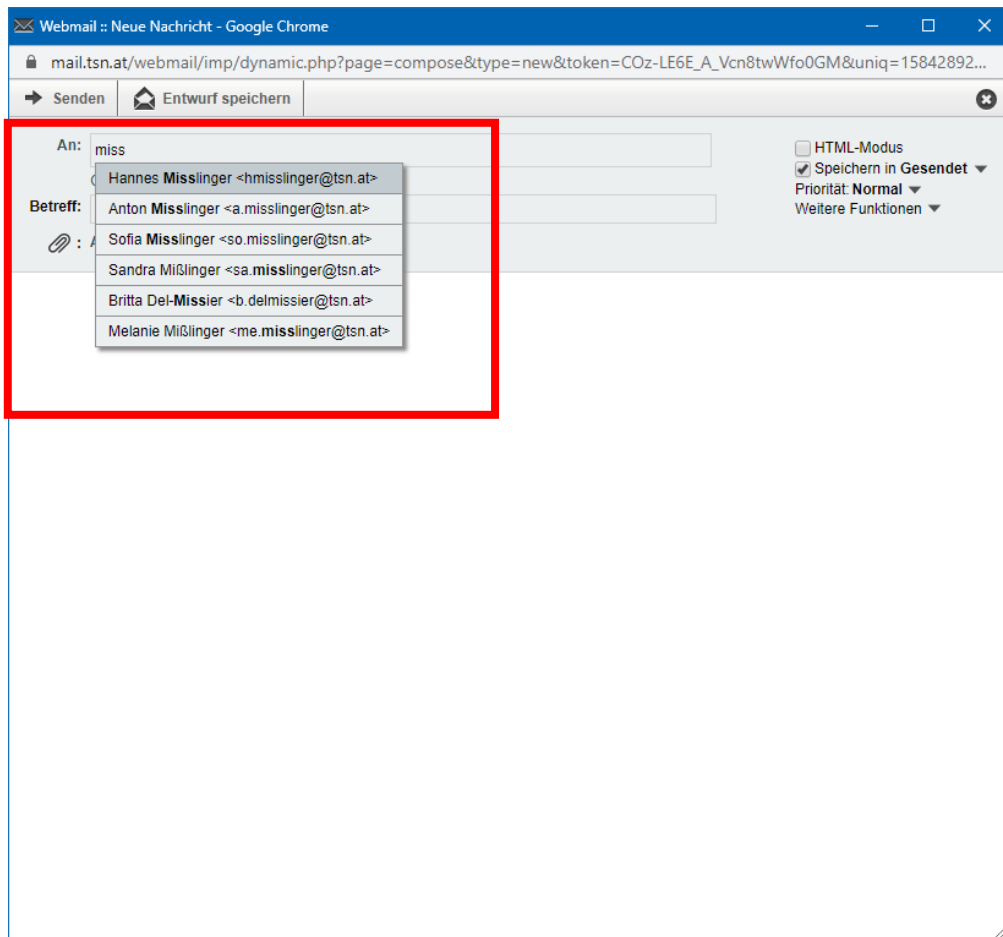 Webmail :: Neue Nachricht - Google Chrome
mail.tsn.at/webmail/imp/dynamic.php?page=compose&type=new&token=COz-LE6E_A_Vcn8twWfo0GM&uniq=15842892...
Senden Entwurf speichern
An: miss
HTML-Modus
Hannes Misslinger <hmisslinger@tsn.at>
Speichern in Gesendet
Priorität: Normal
Betreff:
Anton Misslinger <a.misslinger@tsn.at>
Weitere Funktionen
:
Sofia Misslinger <so.misslinger@tsn.at>
Sandra Mißlinger <sa.misslinger@tsn.at>
Britta Del-Missier <b.delmissier@tsn.at>
Melanie Mißlinger <me.misslinger@tsn.at>